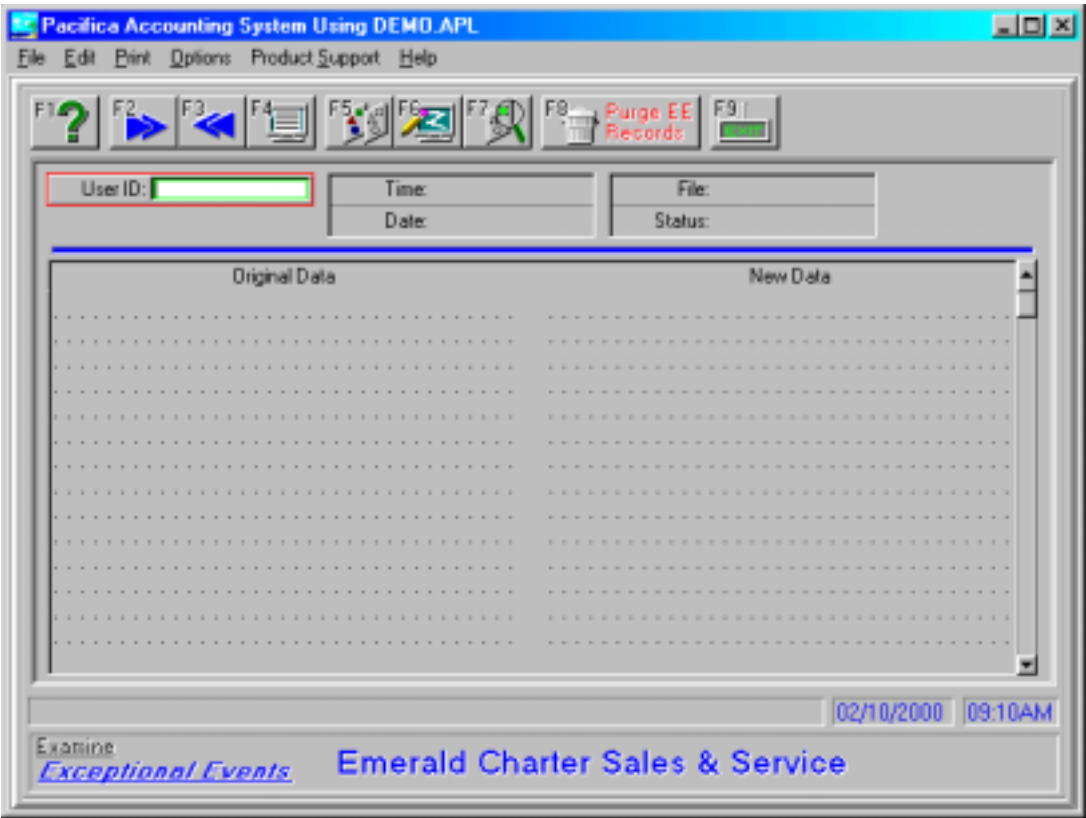 Pacifica Accounting System Using DEMO.APL
File Edit Print Options Product Support Help
F1 F2 F3 F4 F5 F6 F7 F8 Purge EE Records F9 EXIT
User ID: Time: File:
Date: Status:
Original Data New Data
02/10/2000 09:10AM
Examine
Exceptional Events Emerald Charter Sales & Service